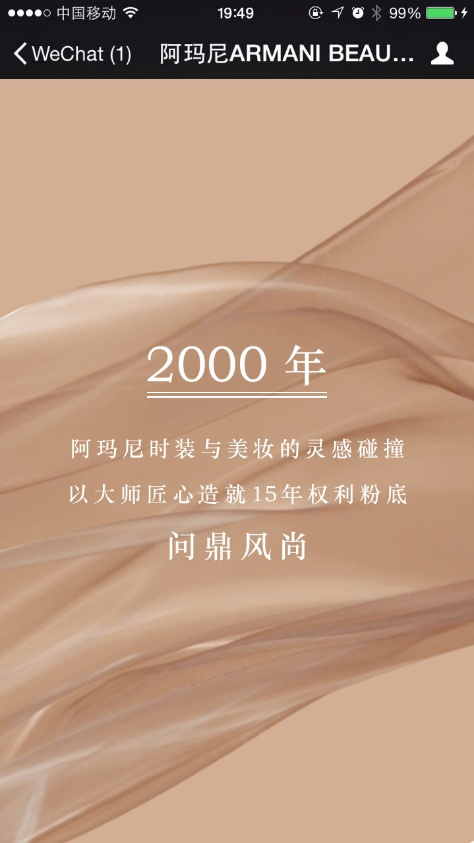 中国移动 19:49 99%
WeChat (1) 阿玛尼ARMANI BEAU...
2000 年
阿玛尼时装与美妆的灵感碰撞
以大师匠心造就15年权利粉底
问鼎风尚